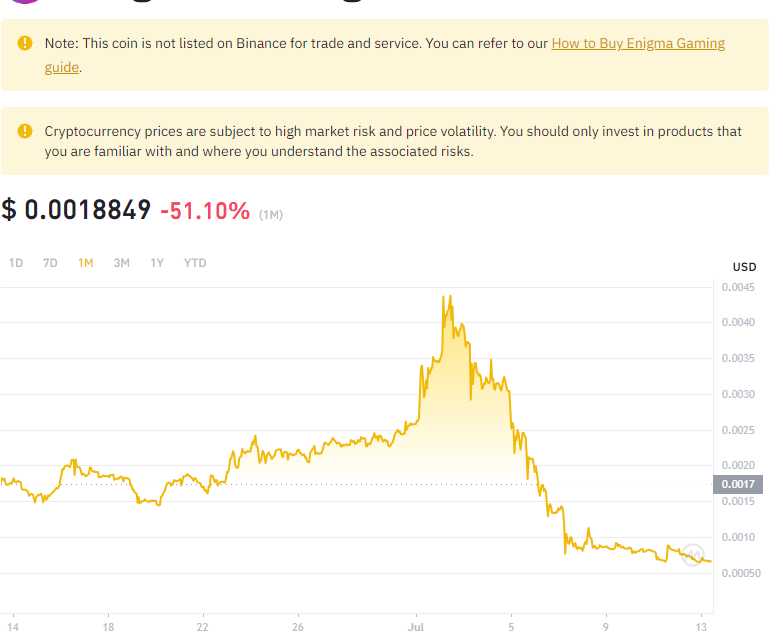 Note: This coin is not listed on Binance for trade and service. You can refer to our How to Buy Enigma Gaming
guide.
Cryptocurrency prices are subject to high market risk and price volatility. You should only invest in products that
you are familiar with and where you understand the associated risks.
$ 0.0018849 -51.10% (1M)
1D 7D 1M 3M 1Y YTD
USD
0.0045
0.0040
0.0035
0.0030
0.0025
0.0020
0.0017
0.0015
0.0010
0.00050
14 18 22 26 Jul 5 9 13